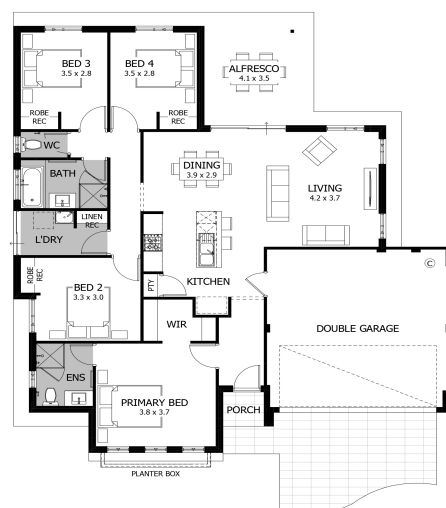 BED 3
3.5 x 2.8
BED 4
3.5 x 2.8
ALFRESCO
4.1 x 3.5
ROBE
REC
ROBE
REC
WC
BATH
DINING
3.9 x 2.9
LIVING
4.2 x 3.7
LINEN
REC
L'DRY
ROBE
REC
KITCHEN
PTY
C
BED 2
3.3 x 3.0
WIR
DOUBLE GARAGE
ENS
PRIMARY BED
3.8 x 3.7
PORCH
PLANTER BOX